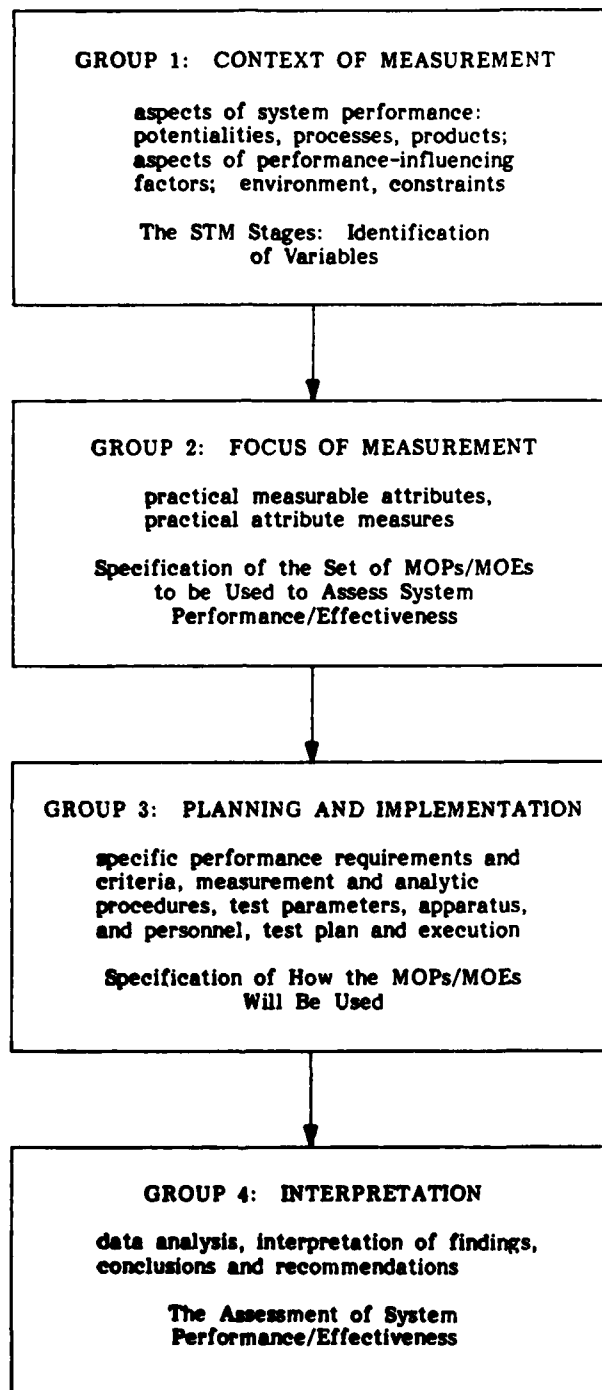 GROUP 1: CONTEXT OF MEASUREMENT
aspects of system performance:
potentialities, processes, products;
aspects of performance-influencing
factors; environment, constraints
The STM Stages: Identification
of Variables
GROUP 2: FOCUS OF MEASUREMENT
practical measurable attributes,
practical attribute measures
Specification of the Set of MOPs/MOEs
to be Used to Assess System
Performance/Effectiveness
GROUP 3: PLANNING AND IMPLEMENTATION
specific performance requirements and
criteria, measurement and analytic
procedures, test parameters, apparatus,
and personnel, test plan and execution
Specification of How the MOPs/MOEs
Will Be Used
GROUP 4: INTERPRETATION
data analysis, interpretation of findings,
conclusions and recommendations
The Assessment of System
Performance/Effectiveness